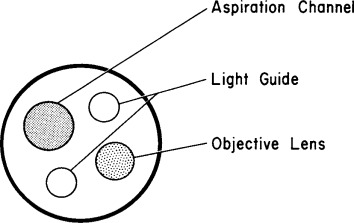 Aspiration Channel
Light Guide
Objective Lens